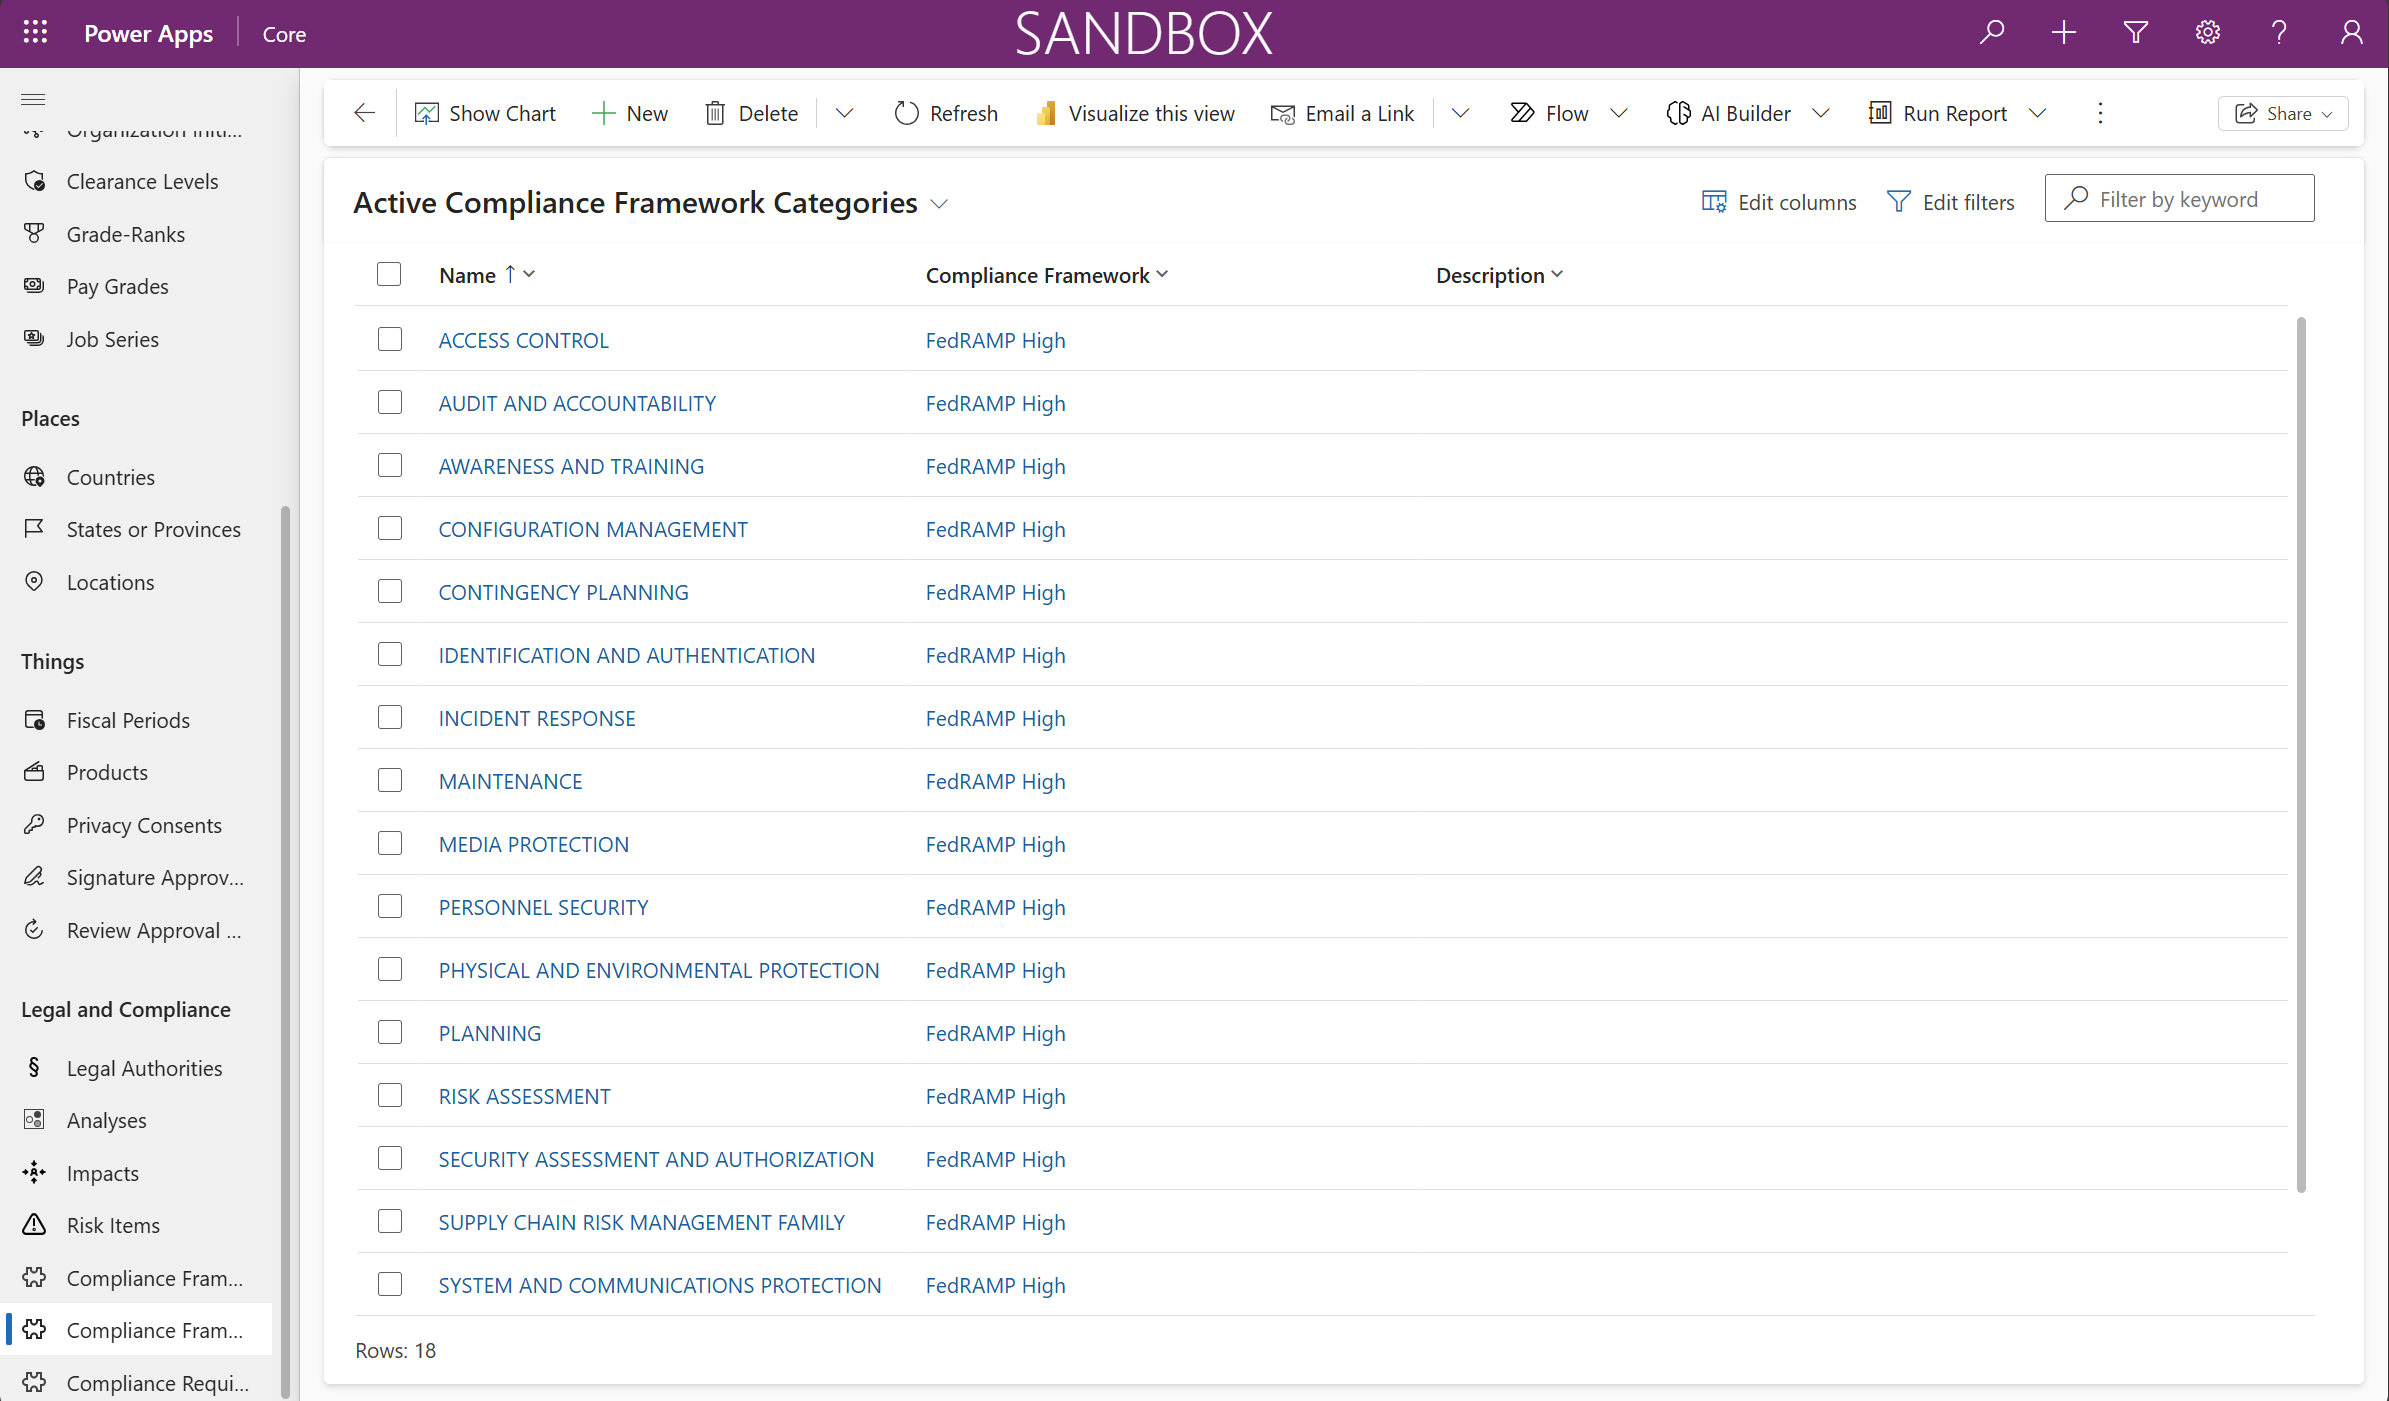 Power Apps
Core
SANDBOX
Show Chart
New
Delete
Refresh
Visualize this view
Email a Link
Flow
AI Builder
Run Report
Share
Clearance Levels
Grade-Ranks
Pay Grades
Job Series
Places
Countries
States or Provinces
Locations
Things
Fiscal Periods
Products
Privacy Consents
Signature Approv...
Review Approval ...
Legal and Compliance
Legal Authorities
Analyses
Impacts
Risk Items
Compliance Fram...
Compliance Fram...
Compliance Requi...
Active Compliance Framework Categories
Edit columns
Edit filters
Filter by keyword
Name Compliance Framework Description
ACCESS CONTROL FedRAMP High
AUDIT AND ACCOUNTABILITY FedRAMP High
AWARENESS AND TRAINING FedRAMP High
CONFIGURATION MANAGEMENT FedRAMP High
CONTINGENCY PLANNING FedRAMP High
IDENTIFICATION AND AUTHENTICATION FedRAMP High
INCIDENT RESPONSE FedRAMP High
MAINTENANCE FedRAMP High
MEDIA PROTECTION FedRAMP High
PERSONNEL SECURITY FedRAMP High
PHYSICAL AND ENVIRONMENTAL PROTECTION FedRAMP High
PLANNING FedRAMP High
RISK ASSESSMENT FedRAMP High
SECURITY ASSESSMENT AND AUTHORIZATION FedRAMP High
SUPPLY CHAIN RISK MANAGEMENT FAMILY FedRAMP High
SYSTEM AND COMMUNICATIONS PROTECTION FedRAMP High
Rows: 18